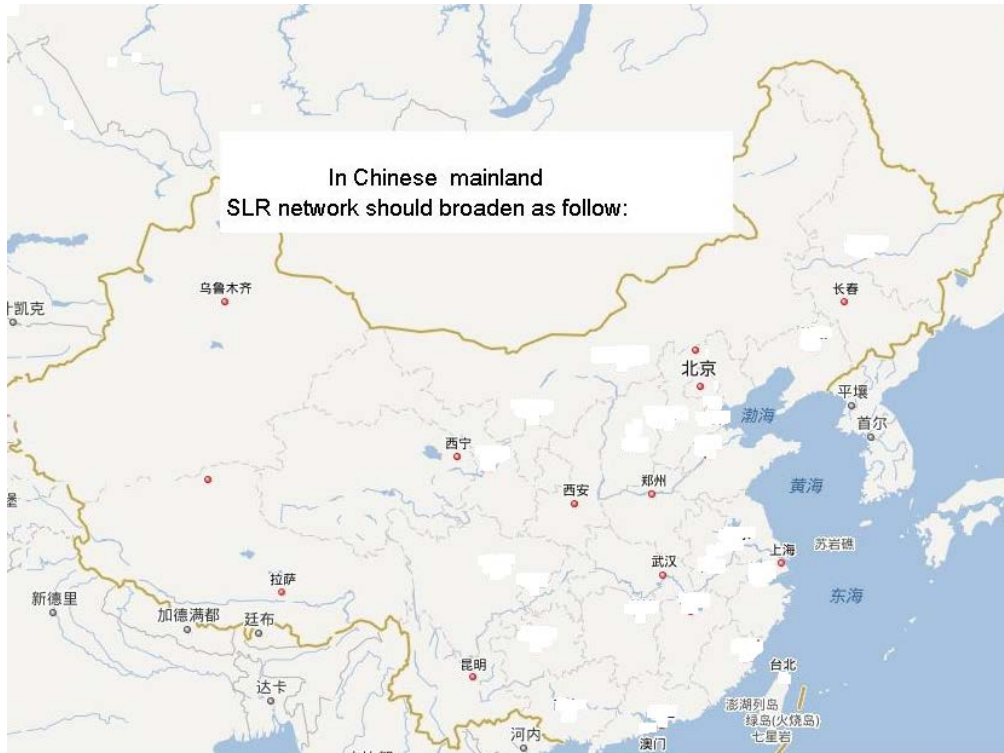 In Chinese mainland
SLR network should broaden as follow:
乌鲁木齐
长春
凯克
北京
平壤
渤海
首尔
西宁
黄海
西安
郑州
堡
苏岩礁
上海
武汉
东海
拉萨
新德里
加德满都
廷布
昆明
台北
达卡
澎湖列岛
绿岛(火烧岛)
七星岩
河内
澳门